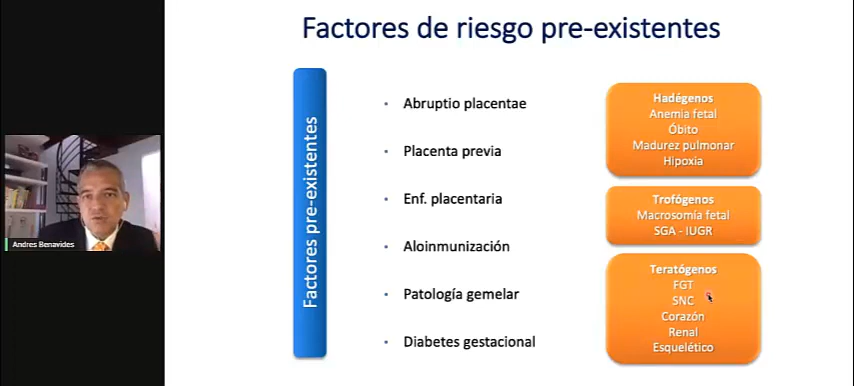 Factores de riesgo pre-existentes
Factores pre-existentes
• Abruptio placentae
• Placenta previa
• Enf. placentaria
• Aloinmunización
• Patología gemelar
• Diabetes gestacional
Hadégenos
Anemia fetal
Óbito
Madurez pulmonar
Hipoxia
Trofógenos
Macrosomía fetal
SGA - IUGR
Teratógenos
FGT
SNC
Corazón
Renal
Esquelético
Andres Benavides